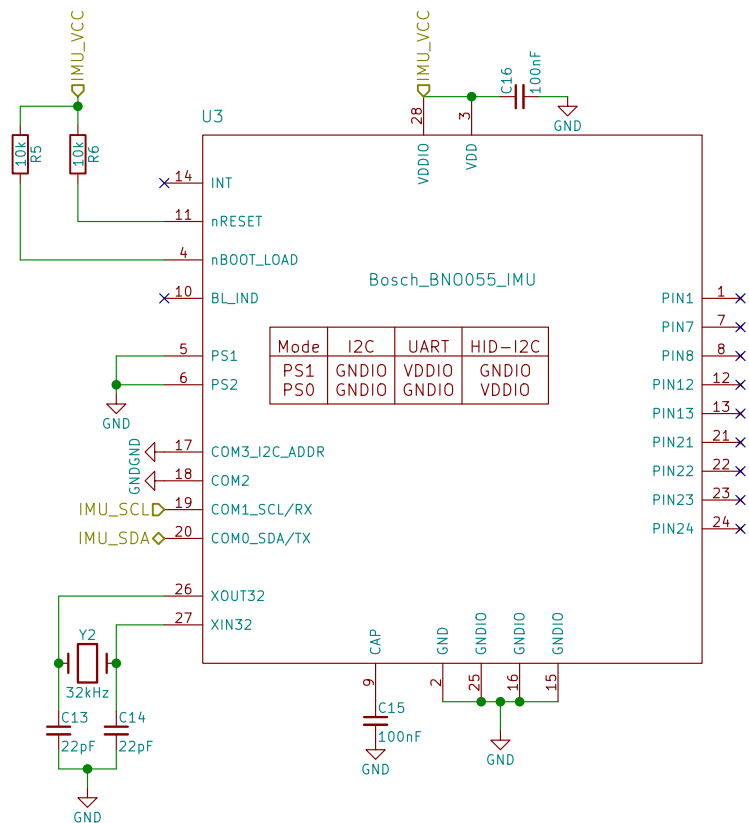 IMU_VCC
IMU_VCC
C16
100nF
GND
U3
28
3
VDDIO
VDD
10k
R5
10k
R6
14 INT
11 nRESET
4 nBOOT_LOAD
10 BL_IND
Bosch_BNO055_IMU
Mode I2C UART HID-I2C
PS1 GNDIO VDDIO GNDIO
PS0 GNDIO GNDIO VDDIO
5 PS1
6 PS2
GND
GND
17 COM3_I2C_ADDR
GND
18 COM2
IMU_SCL 19 COM1_SCL/RX
IMU_SDA 20 COM0_SDA/TX
26 XOUT32
27 XIN32
PIN1 1
PIN7 7
PIN8 8
PIN12 12
PIN13 13
PIN21 21
PIN22 22
PIN23 23
PIN24 24
Y2
32kHz
C13
22pF
C14
22pF
GND
CAP
9
C15
100nF
GND
GND
2
GNDIO
25
GNDIO
16
GNDIO
15
GND